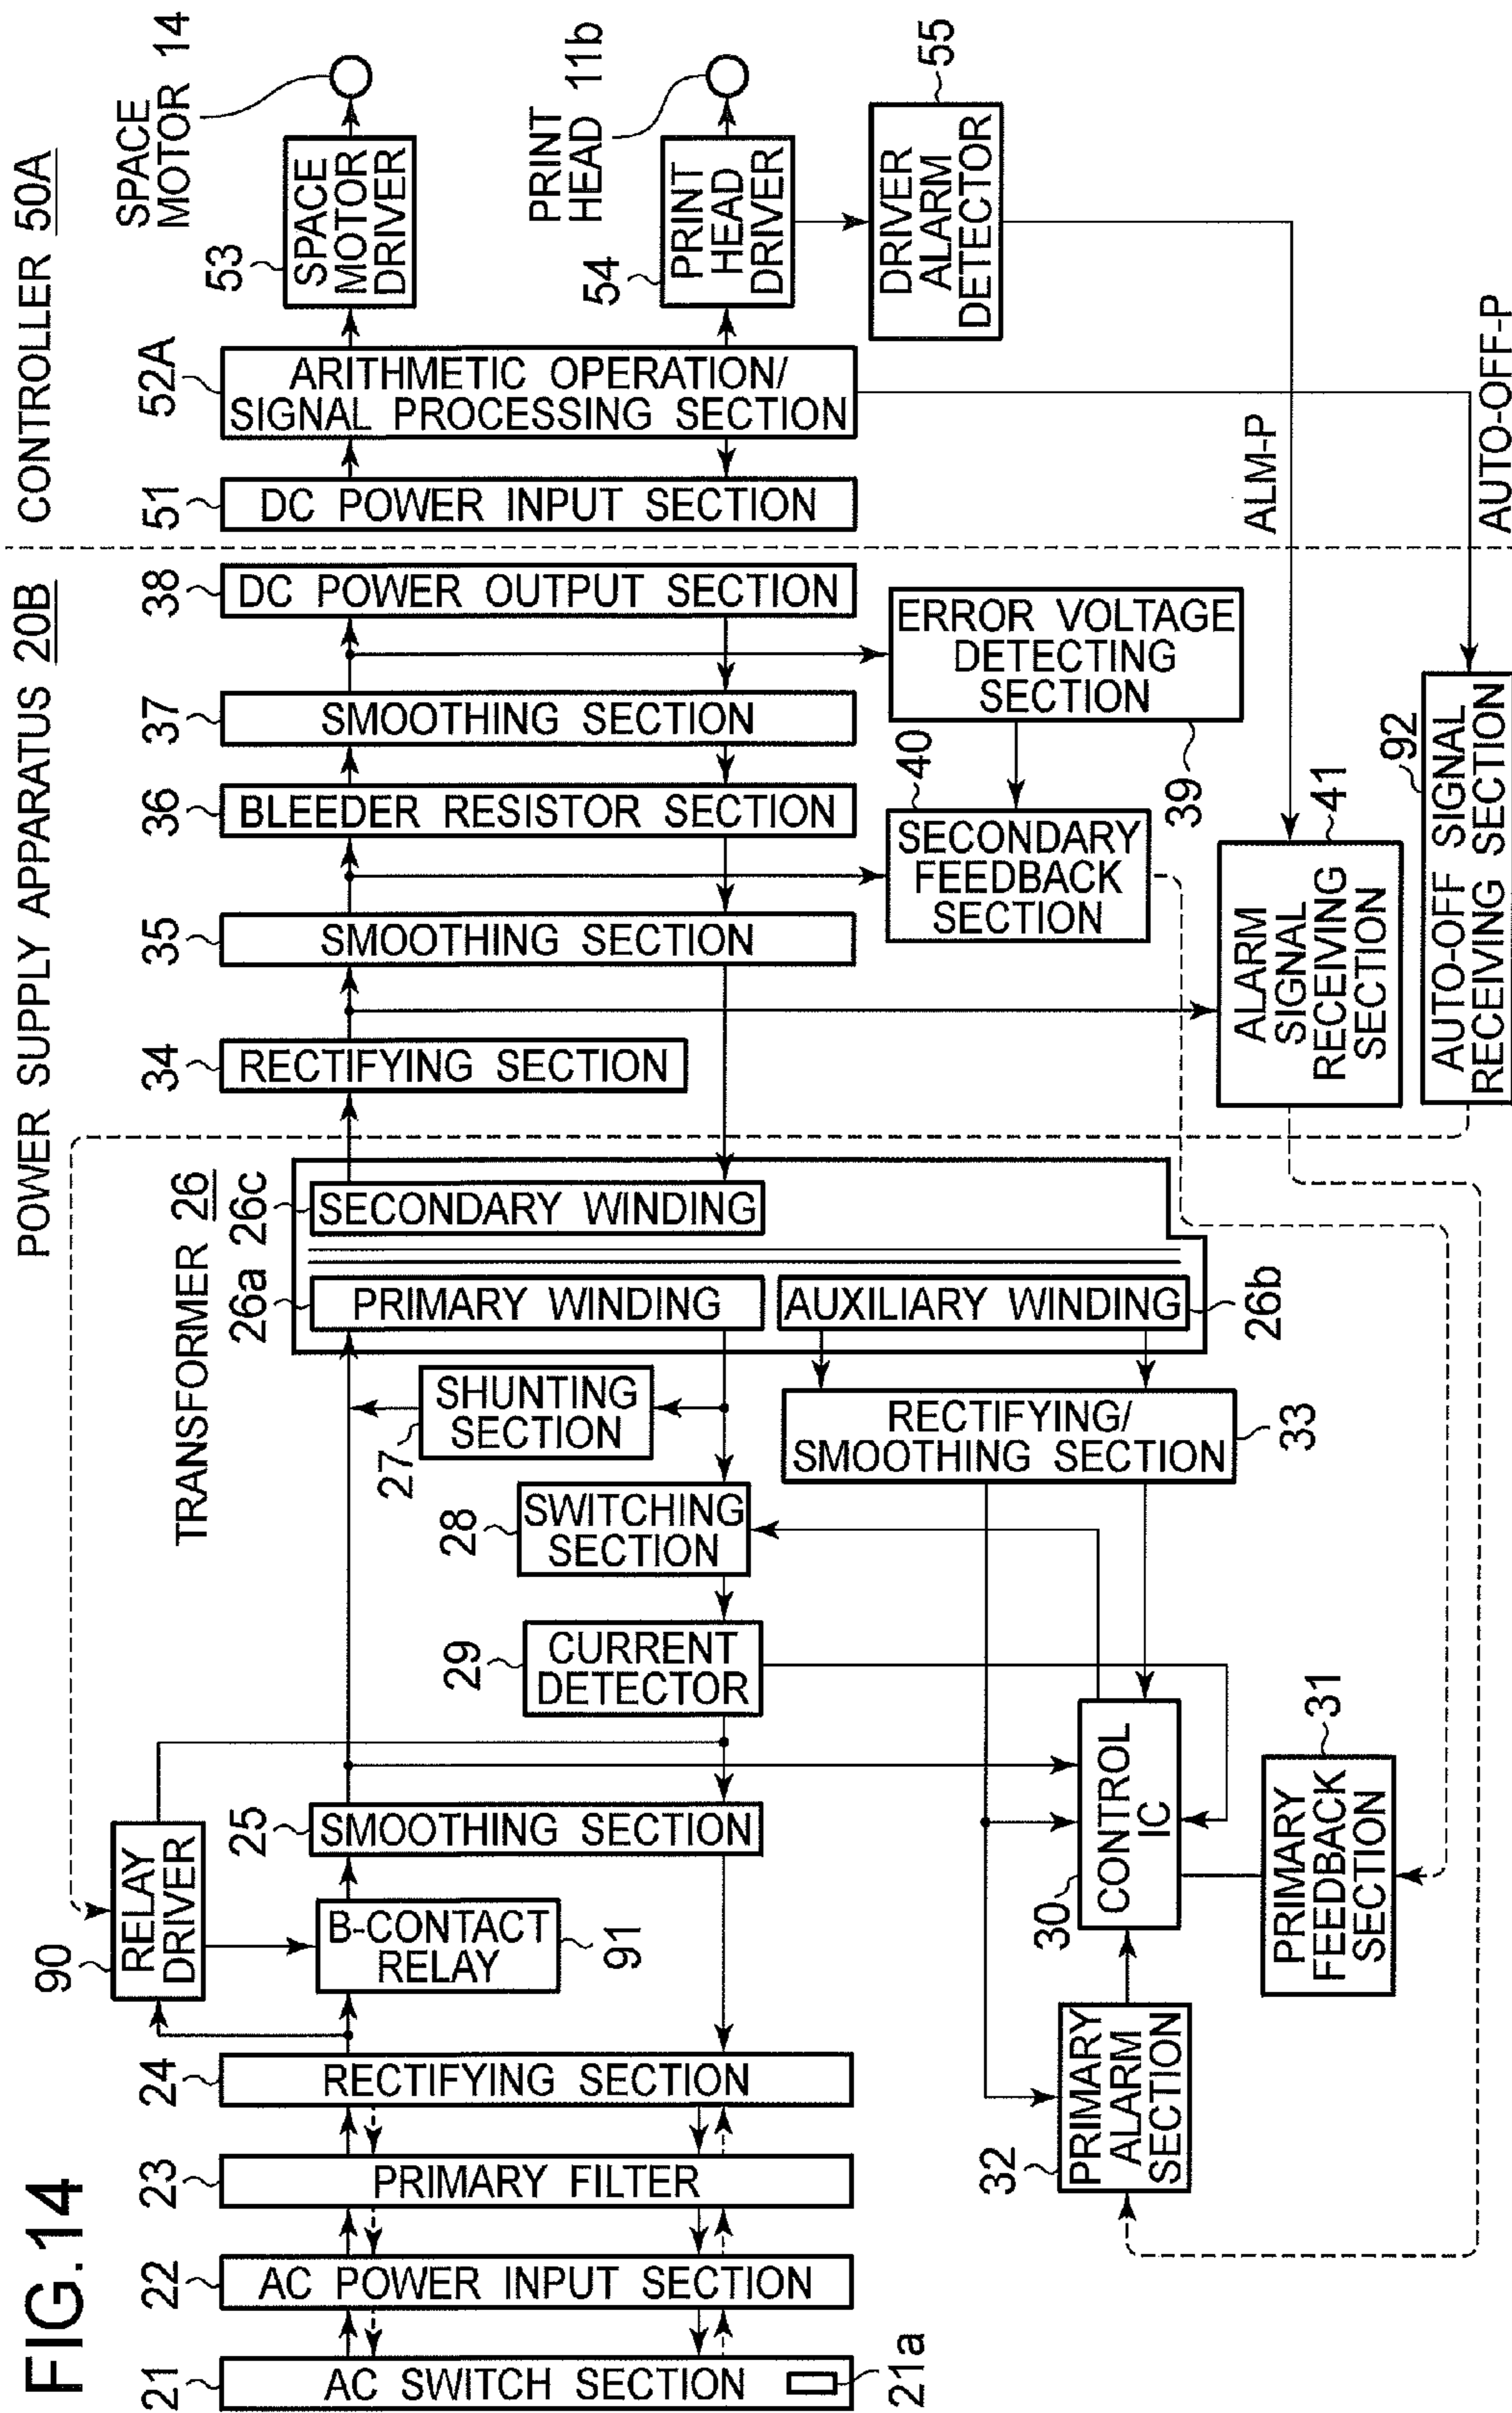 FIG.14
POWER SUPPLY APPARATUS 20B
CONTROLLER 50A
21
AC SWITCH SECTION
21a
22
AC POWER INPUT SECTION
23
PRIMARY FILTER
24
RECTIFYING SECTION
90
RELAY
DRIVER
B-CONTACT
RELAY
91
25
SMOOTHING SECTION
29
CURRENT
DETECTOR
28
SWITCHING
SECTION
27
SHUNTING
SECTION
TRANSFORMER 26
26a
PRIMARY WINDING
AUXILIARY WINDING
26b
26c
SECONDARY WINDING
RECTIFYING/
SMOOTHING SECTION
33
30
CONTROL
IC
PRIMARY
FEEDBACK
SECTION
31
32
PRIMARY
ALARM
SECTION
34
RECTIFYING SECTION
35
SMOOTHING SECTION
36
BLEEDER RESISTOR SECTION
37
SMOOTHING SECTION
38
DC POWER OUTPUT SECTION
ERROR VOLTAGE
DETECTING
SECTION
39
40
SECONDARY
FEEDBACK
SECTION
ALARM
SIGNAL
RECEIVING
SECTION
41
AUTO-OFF SIGNAL
RECEIVING SECTION
92
51
DC POWER INPUT SECTION
52A
ARITHMETIC OPERATION/
SIGNAL PROCESSING SECTION
53
SPACE
MOTOR
DRIVER
SPACE
MOTOR 14
54
PRINT
HEAD
DRIVER
PRINT
HEAD 11b
DRIVER
ALARM
DETECTOR
55
ALM-P
AUTO-OFF-P